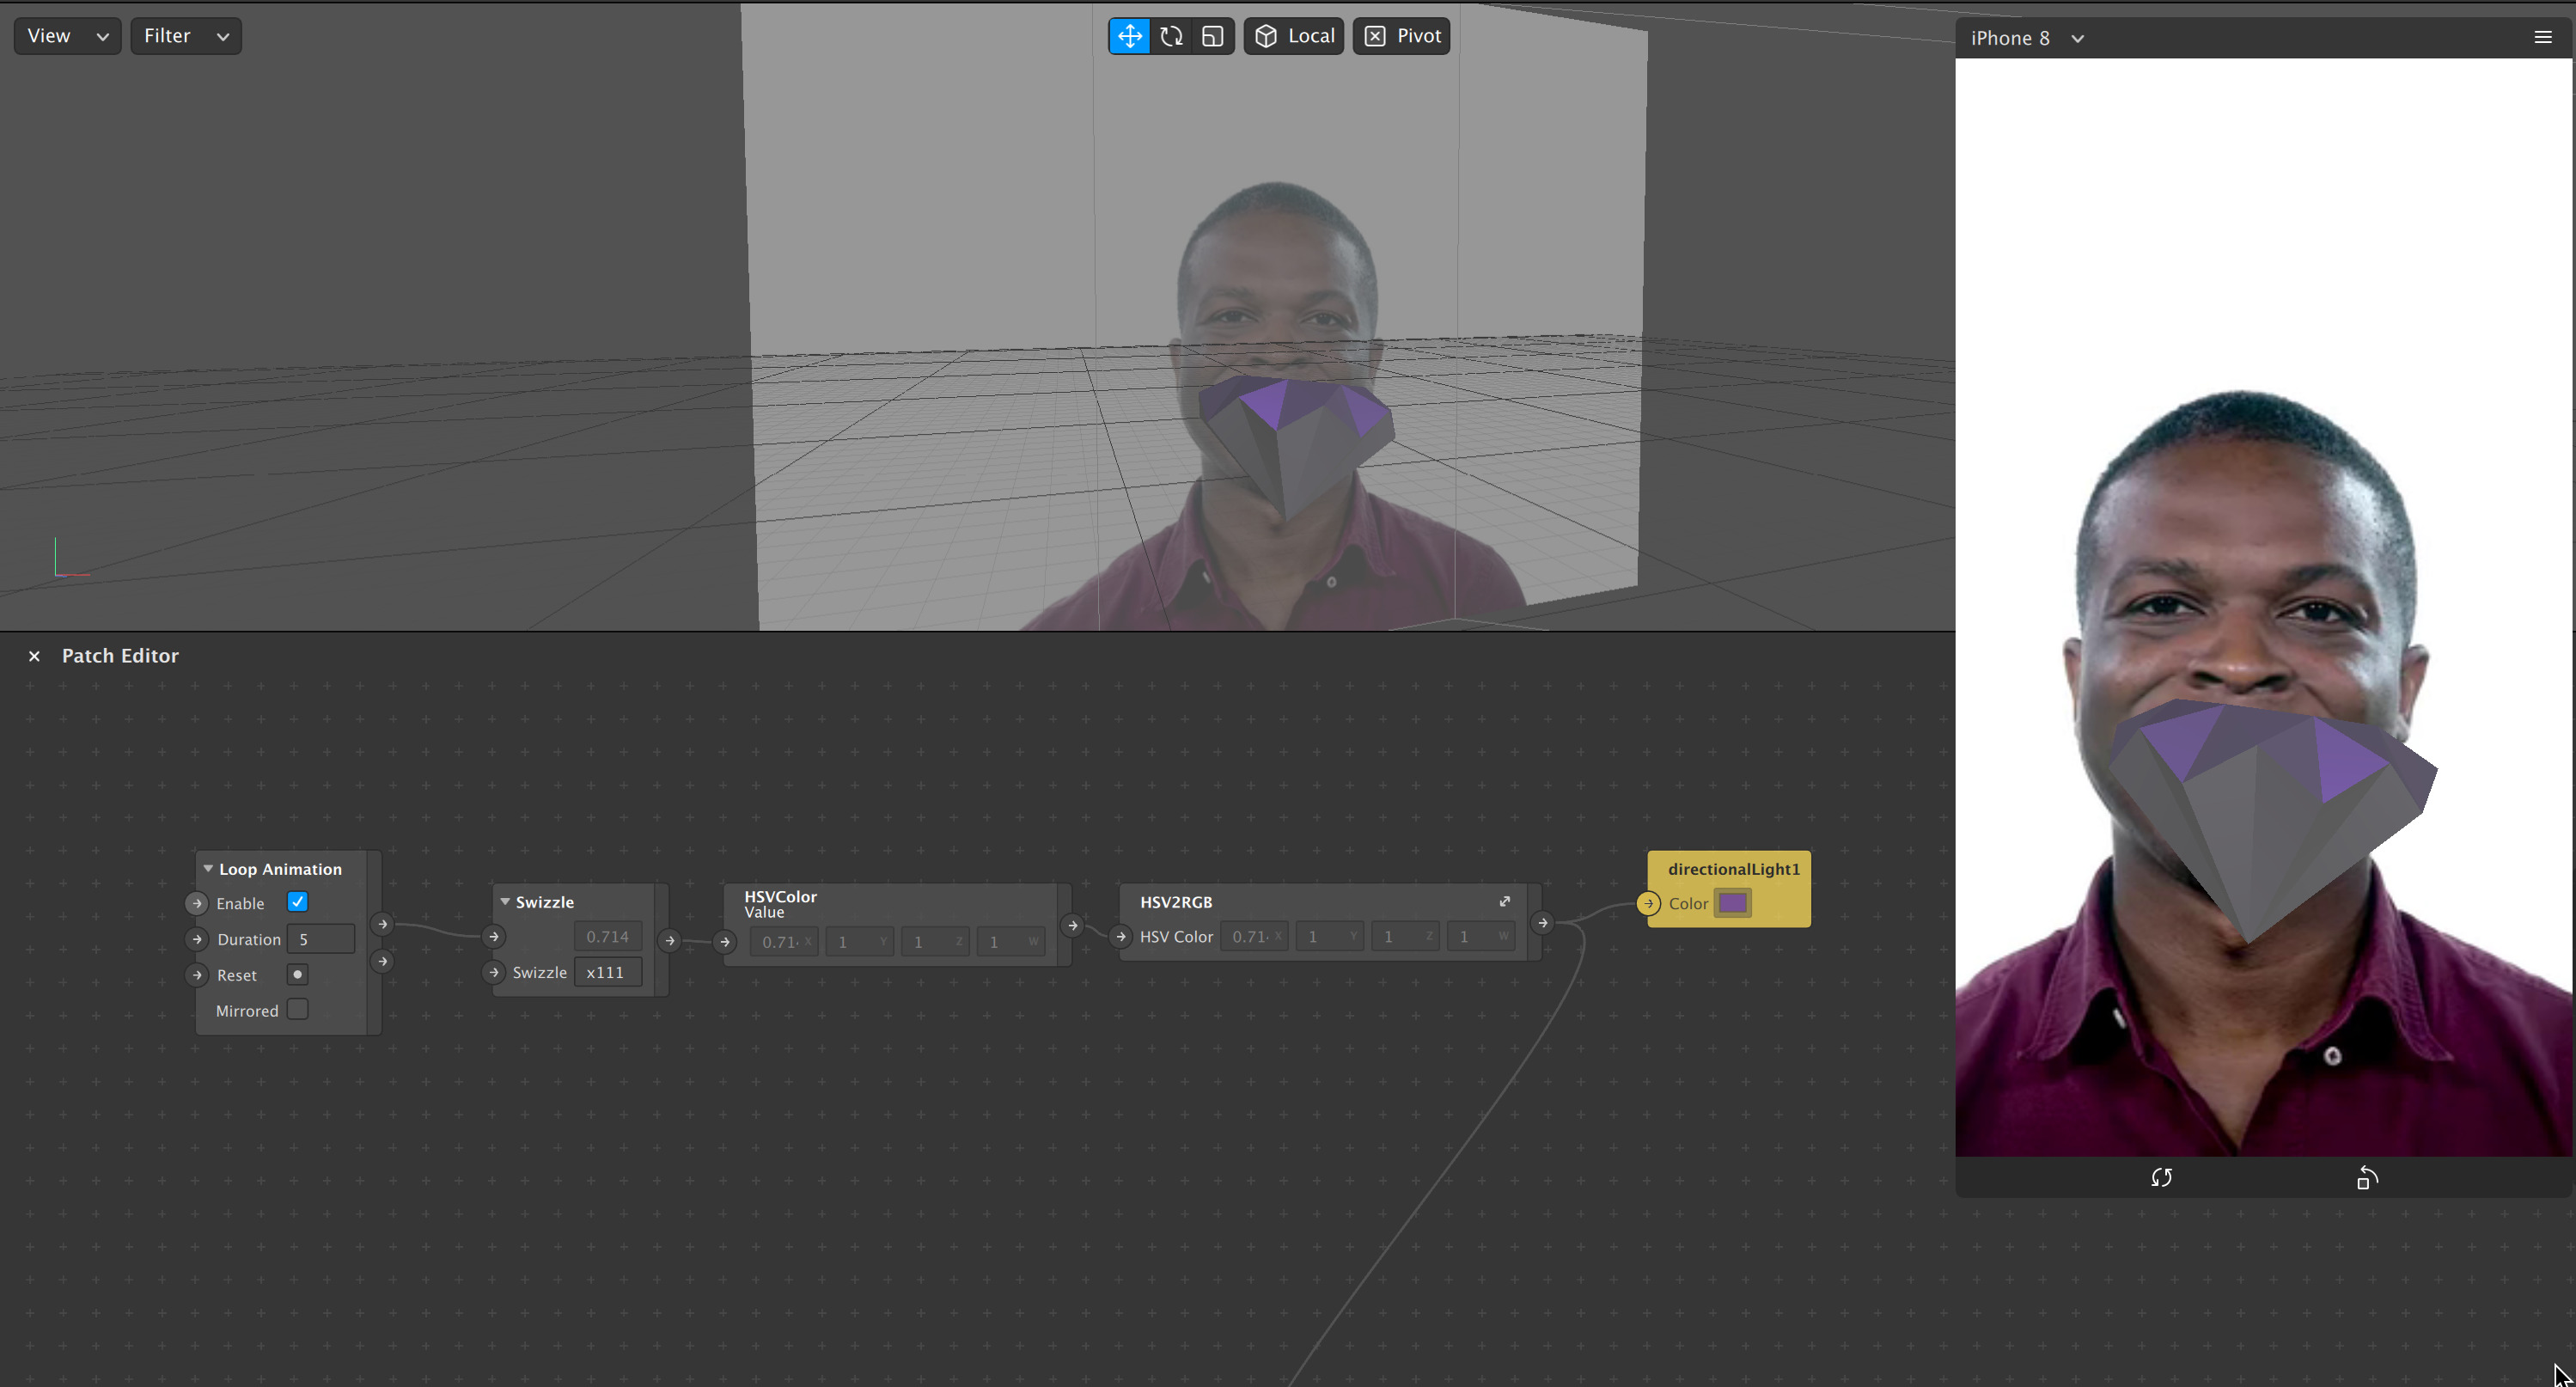 View
Filter
Local
Pivot
iPhone 8
Patch Editor
Loop Animation
Enable
Duration 5
Reset
Mirrored
Swizzle
0.714
Swizzle x111
HSVColor
Value
0.71 X 1 Y 1 Z 1 W
HSV2RGB
HSV Color 0.71 X 1 Y 1 Z 1 W
directionalLight1
Color